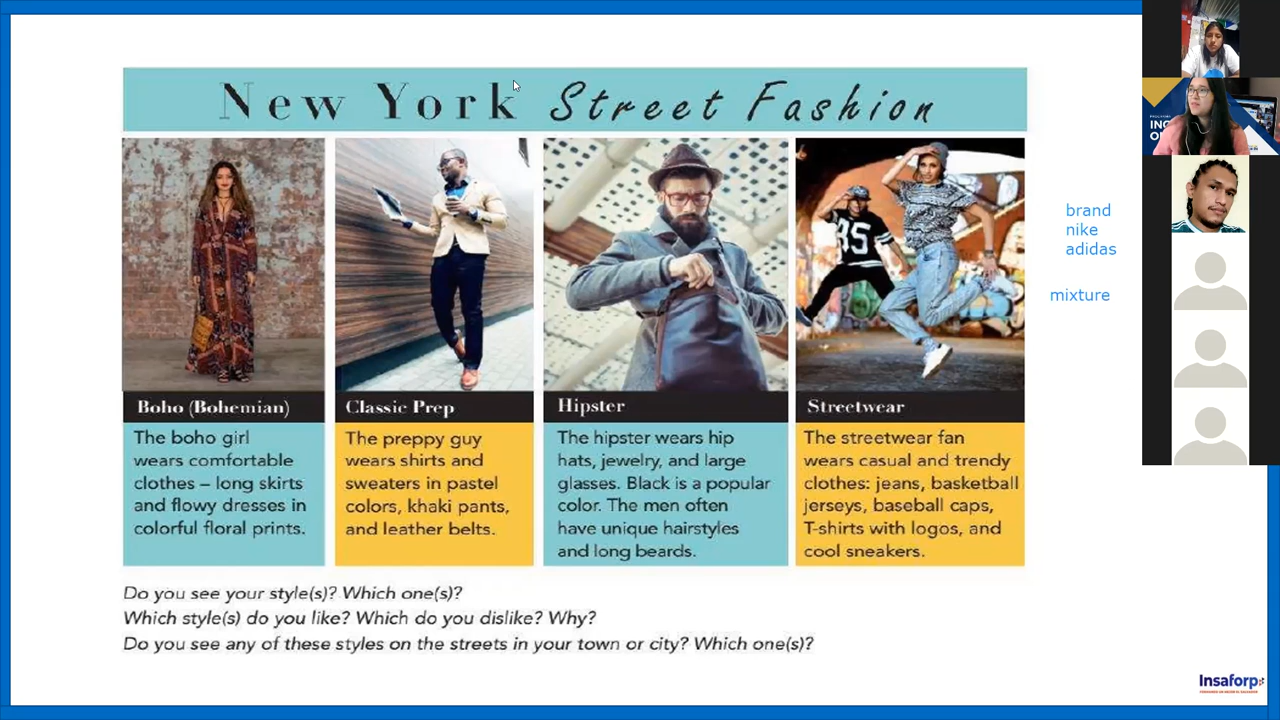 New York Street Fashion
Boho (Bohemian)
The boho girl
wears comfortable
clothes – long skirts
and flowy dresses in
colorful floral prints.
Classic Prep
The preppy guy
wears shirts and
sweaters in pastel
colors, khaki pants,
and leather belts.
Hipster
The hipster wears hip
hats, jewelry, and large
glasses. Black is a popular
color. The men often
have unique hairstyles
and long beards.
85
Streetwear
The streetwear fan
wears casual and trendy
clothes: jeans, basketball
jerseys, baseball caps,
T-shirts with logos, and
cool sneakers.
Do you see your style(s)? Which one(s)?
Which style(s) do you like? Which do you dislike? Why?
Do you see any of these styles on the streets in your town or city? Which one(s)?
brand
nike
adidas
mixture
Insaforp